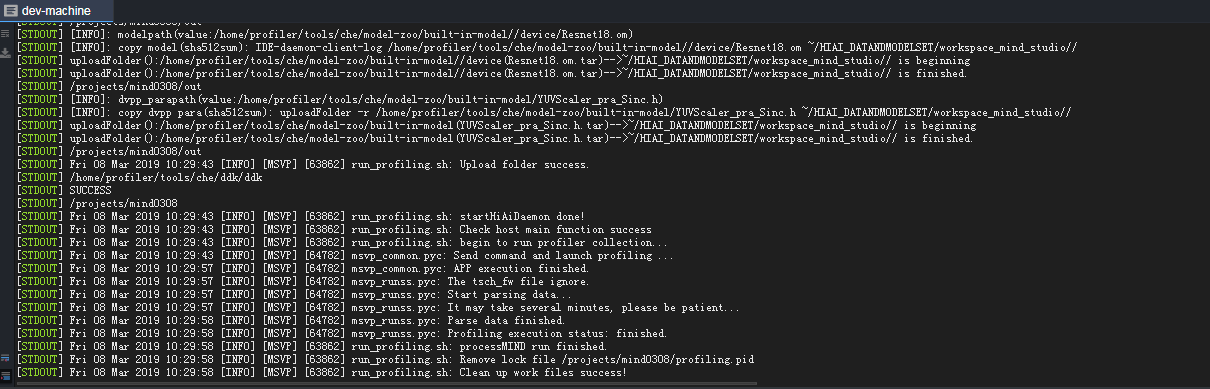 dev-machine
[STDOUT] /projects/mind0308/out
[STDOUT] [INFO]: modelpath(value:/home/profiler/tools/che/model-zoo/built-in-model//device/Resnet18.om)
[STDOUT] [INFO]: copy model(sha512sum): IDE-daemon-client-log /home/profiler/tools/che/model-zoo/built-in-model//device/Resnet18.om ~/HIAI_DATANDMODELSET/workspace_mind_studio//
[STDOUT] uploadFolder():/home/profiler/tools/che/model-zoo/built-in-model//device(Resnet18.om.tar)-->~/HIAI_DATANDMODELSET/workspace_mind_studio// is beginning
[STDOUT] uploadFolder():/home/profiler/tools/che/model-zoo/built-in-model//device(Resnet18.om.tar)-->~/HIAI_DATANDMODELSET/workspace_mind_studio// is finished.
[STDOUT] /projects/mind0308/out
[STDOUT] [INFO]: dvpp_parapath(value:/home/profiler/tools/che/model-zoo/built-in-model/YUVScaler_pra_Sinc.h)
[STDOUT] [INFO]: copy dvpp para(sha512sum): uploadFolder -r /home/profiler/tools/che/model-zoo/built-in-model/YUVScaler_pra_Sinc.h ~/HIAI_DATANDMODELSET/workspace_mind_studio//
[STDOUT] uploadFolder():/home/profiler/tools/che/model-zoo/built-in-model(YUVScaler_pra_Sinc.h.tar)-->~/HIAI_DATANDMODELSET/workspace_mind_studio// is beginning
[STDOUT] uploadFolder():/home/profiler/tools/che/model-zoo/built-in-model(YUVScaler_pra_Sinc.h.tar)-->~/HIAI_DATANDMODELSET/workspace_mind_studio// is finished.
[STDOUT] /projects/mind0308/out
[STDOUT] Fri 08 Mar 2019 10:29:43 [INFO] [MSVP] [63862] run_profiling.sh: Upload folder success.
[STDOUT] /home/profiler/tools/che/ddk/ddk
[STDOUT] SUCCESS
[STDOUT] /projects/mind0308
[STDOUT] Fri 08 Mar 2019 10:29:43 [INFO] [MSVP] [63862] run_profiling.sh: startHiAiDaemon done!
[STDOUT] Fri 08 Mar 2019 10:29:43 [INFO] [MSVP] [63862] run_profiling.sh: Check host main function success
[STDOUT] Fri 08 Mar 2019 10:29:43 [INFO] [MSVP] [63862] run_profiling.sh: begin to run profiler collection...
[STDOUT] Fri 08 Mar 2019 10:29:43 [INFO] [MSVP] [64782] msvp_common.pyc: Send command and launch profiling ...
[STDOUT] Fri 08 Mar 2019 10:29:57 [INFO] [MSVP] [64782] msvp_common.pyc: APP execution finished.
[STDOUT] Fri 08 Mar 2019 10:29:57 [INFO] [MSVP] [64782] msvp_runss.pyc: The tsch_fw file ignore.
[STDOUT] Fri 08 Mar 2019 10:29:57 [INFO] [MSVP] [64782] msvp_runss.pyc: Start parsing data...
[STDOUT] Fri 08 Mar 2019 10:29:57 [INFO] [MSVP] [64782] msvp_runss.pyc: It may take several minutes, please be patient...
[STDOUT] Fri 08 Mar 2019 10:29:58 [INFO] [MSVP] [64782] msvp_runss.pyc: Parse data finished.
[STDOUT] Fri 08 Mar 2019 10:29:58 [INFO] [MSVP] [64782] msvp_runss.pyc: Profiling execution status: finished.
[STDOUT] Fri 08 Mar 2019 10:29:58 [INFO] [MSVP] [63862] run_profiling.sh: processMIND run finished.
[STDOUT] Fri 08 Mar 2019 10:29:58 [INFO] [MSVP] [63862] run_profiling.sh: Remove lock file /projects/mind0308/profiling.pid
[STDOUT] Fri 08 Mar 2019 10:29:58 [INFO] [MSVP] [63862] run_profiling.sh: Clean up work files success!